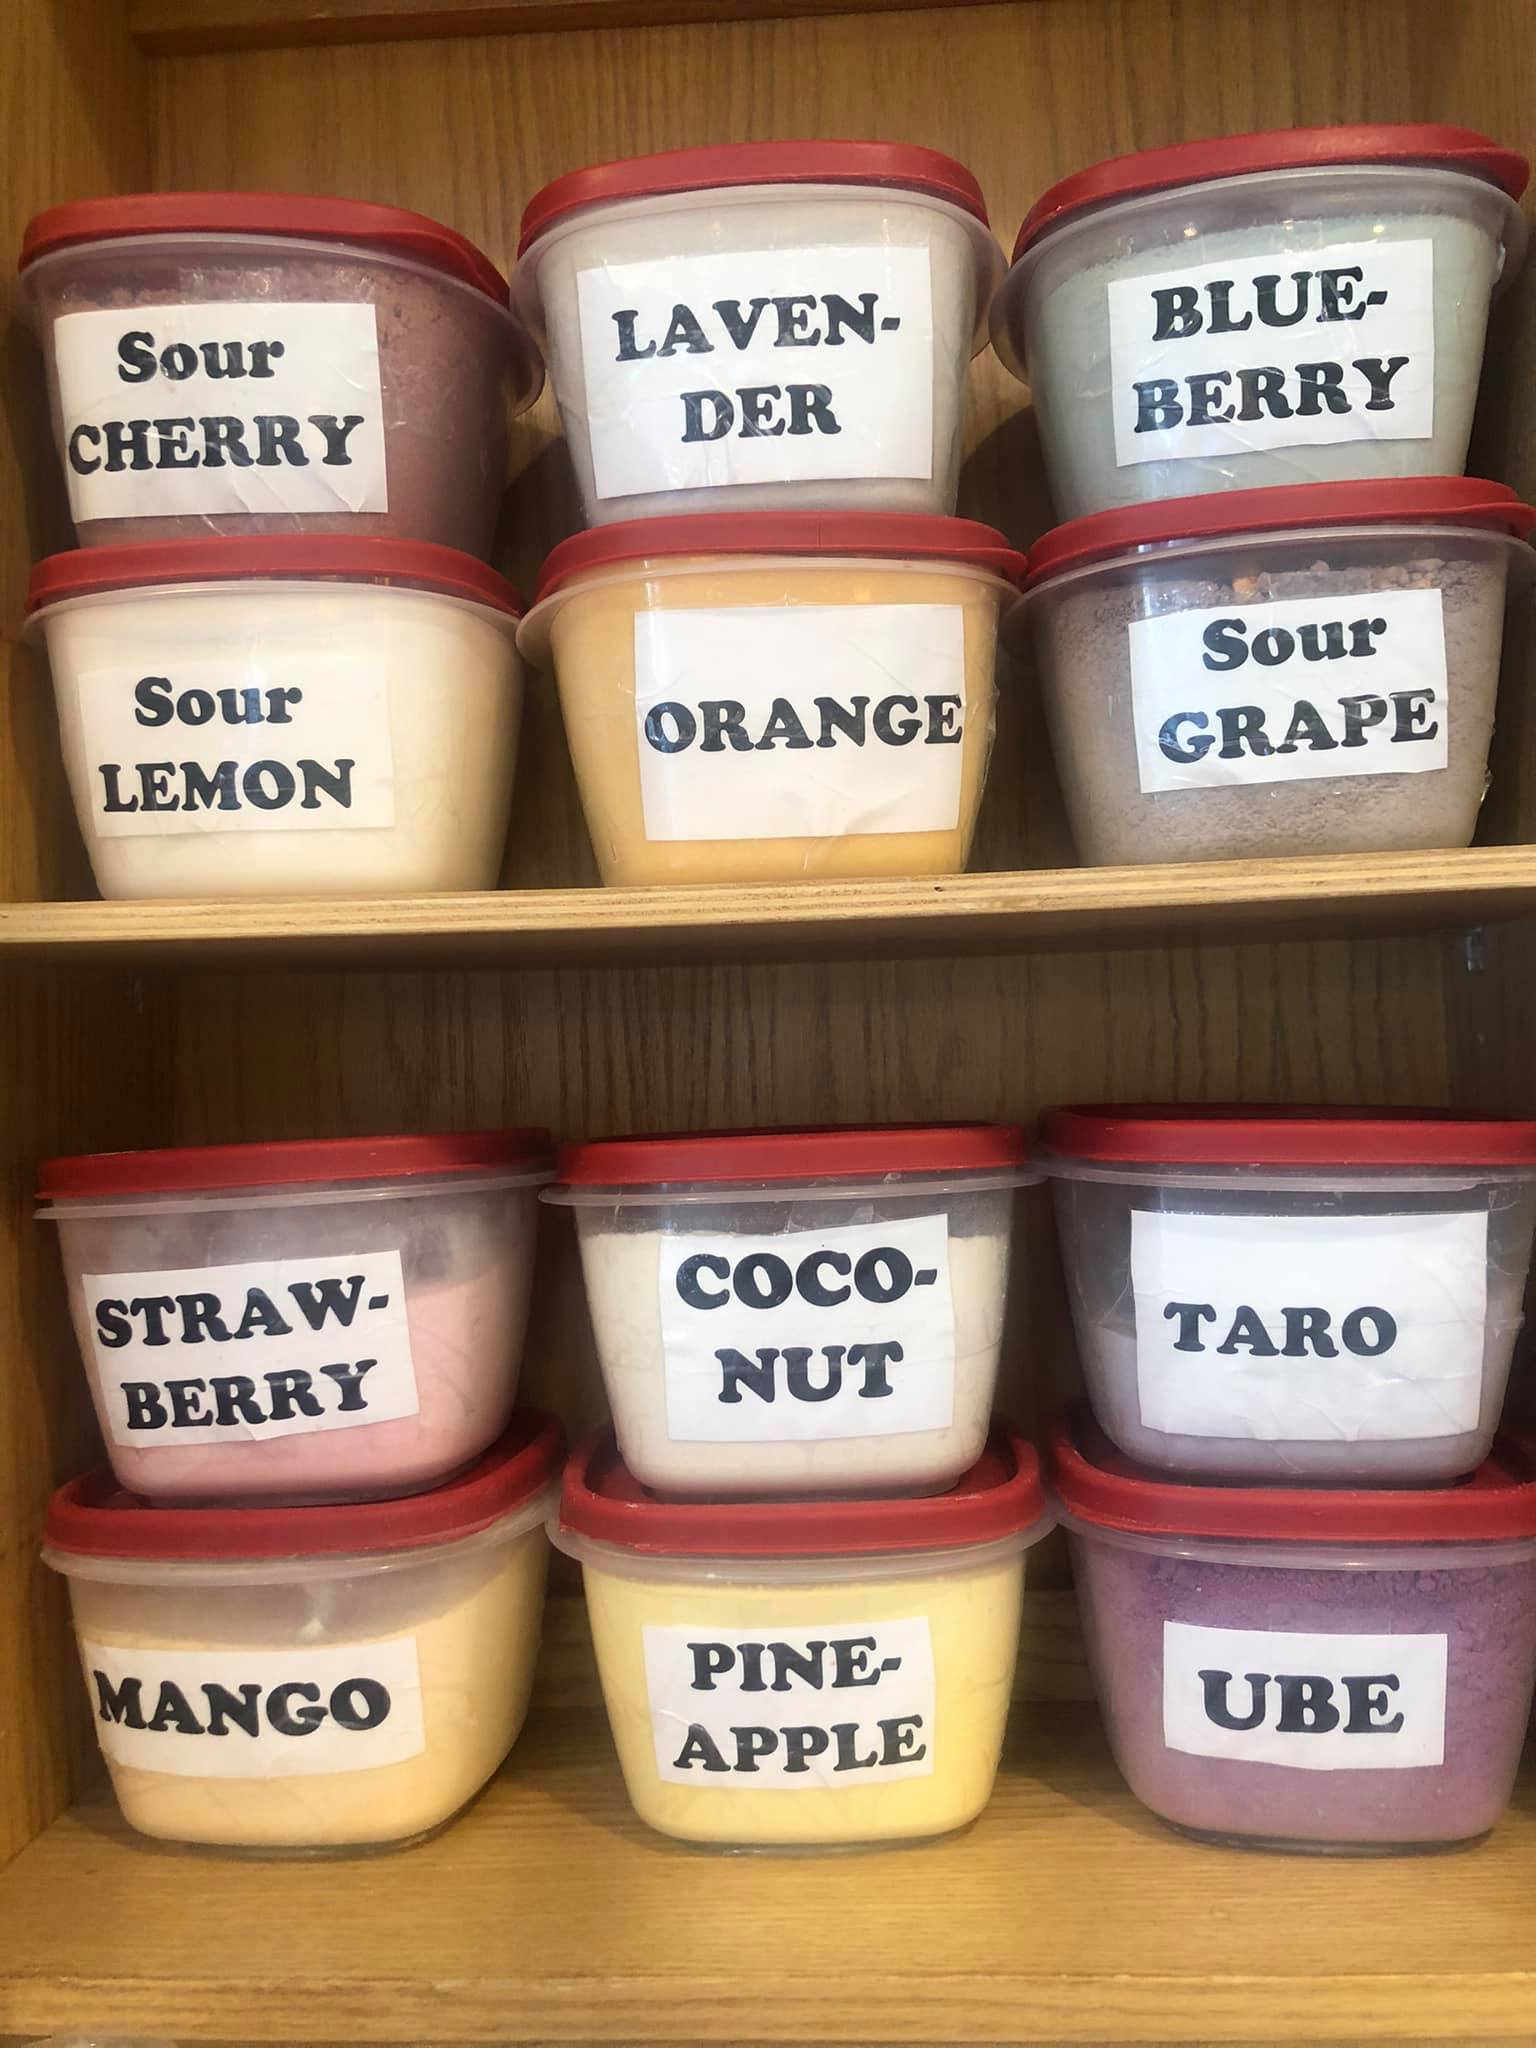 Sour
CHERRY
LAVEN-
DER
BLUE-
BERRY
Sour
LEMON
ORANGE
Sour
GRAPE
STRAW-
BERRY
COCO-
NUT
TARO
MANGO
PINE-
APPLE
UBE